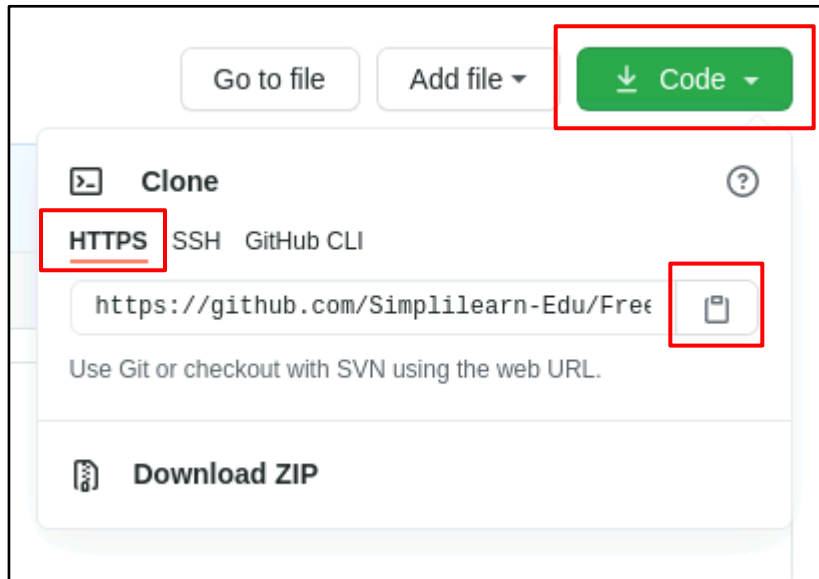 Go to file Add file Code
Clone
HTTPS SSH GitHub CLI
https://github.com/Simplilearn-Edu/Free
Use Git or checkout with SVN using the web URL.
Download ZIP